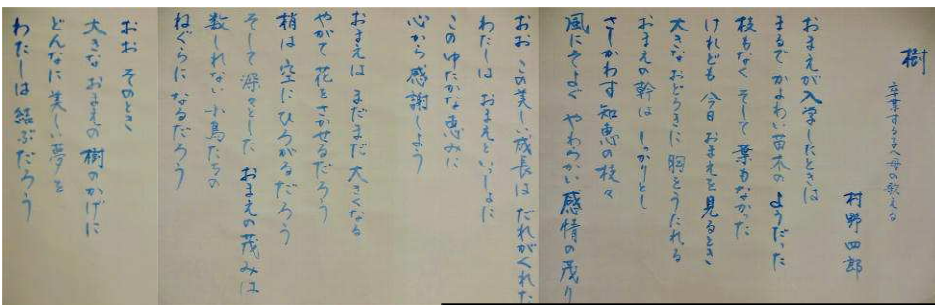 樹
卒業する子へ母の歌える
村野四郎
おまえが入学したときは
まるでかよわい苗木のようだった
枝もなくそして葉もなかった
けれども今日おまえを見るとき
大きなおどろきに胸をうたれる
おまえの幹はしっかりとし
さしかわす知恵の枝々
風にそよぐやわらかい感情の茂り
おおこの美しい成長はだれがくれた
わたしはおまえといっしょに
このゆたかな恵みに
心から感謝しよう
おまえはまだまだ大きくなる
やがて花をさかせるだろう
梢は空にひろがるだろう
そして深々としたおまえの茂みは
数しれない小鳥たちの
ねぐらになるだろう
おおそのとき
大きなおまえの樹のかげに
どんなに美しい夢を
わたしは結ぶだろう